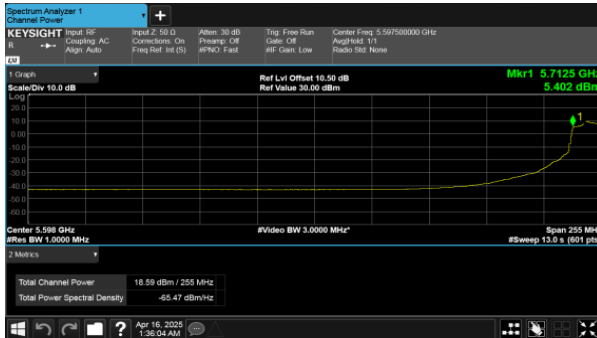 Spectrum Analyzer 1
Channel Power
+
KEYSIGHT
R
LXI
Input: RF
Coupling: AC
Align: Auto
Input Z: 50 Ω
Corrections: On
Freq Ref: Int (S)
Atten: 30 dB
Preamp: Off
#PNO: Fast
Trig: Free Run
Gate: Off
#IF Gain: Low
Center Freq: 5.597500000 GHz
Avg|Hold: 1/1
Radio Std: None
1 Graph
Scale/Div 10.0 dB
Ref Lvl Offset 10.50 dB
Ref Value 30.00 dBm
Mkr1 5.7125 GHz
5.402 dBm
Log
20.0
10.0
0.00
-10.0
-20.0
-30.0
-40.0
-50.0
-60.0
1
Center 5.598 GHz
#Res BW 1.0000 MHz
#Video BW 3.0000 MHz*
Span 255 MH
#Sweep 13.0 s (601 pts
2 Metrics
Total Channel Power 18.59 dBm / 255 MHz
Total Power Spectral Density -65.47 dBm/Hz
?
Apr 16, 2025
1:36:04 AM